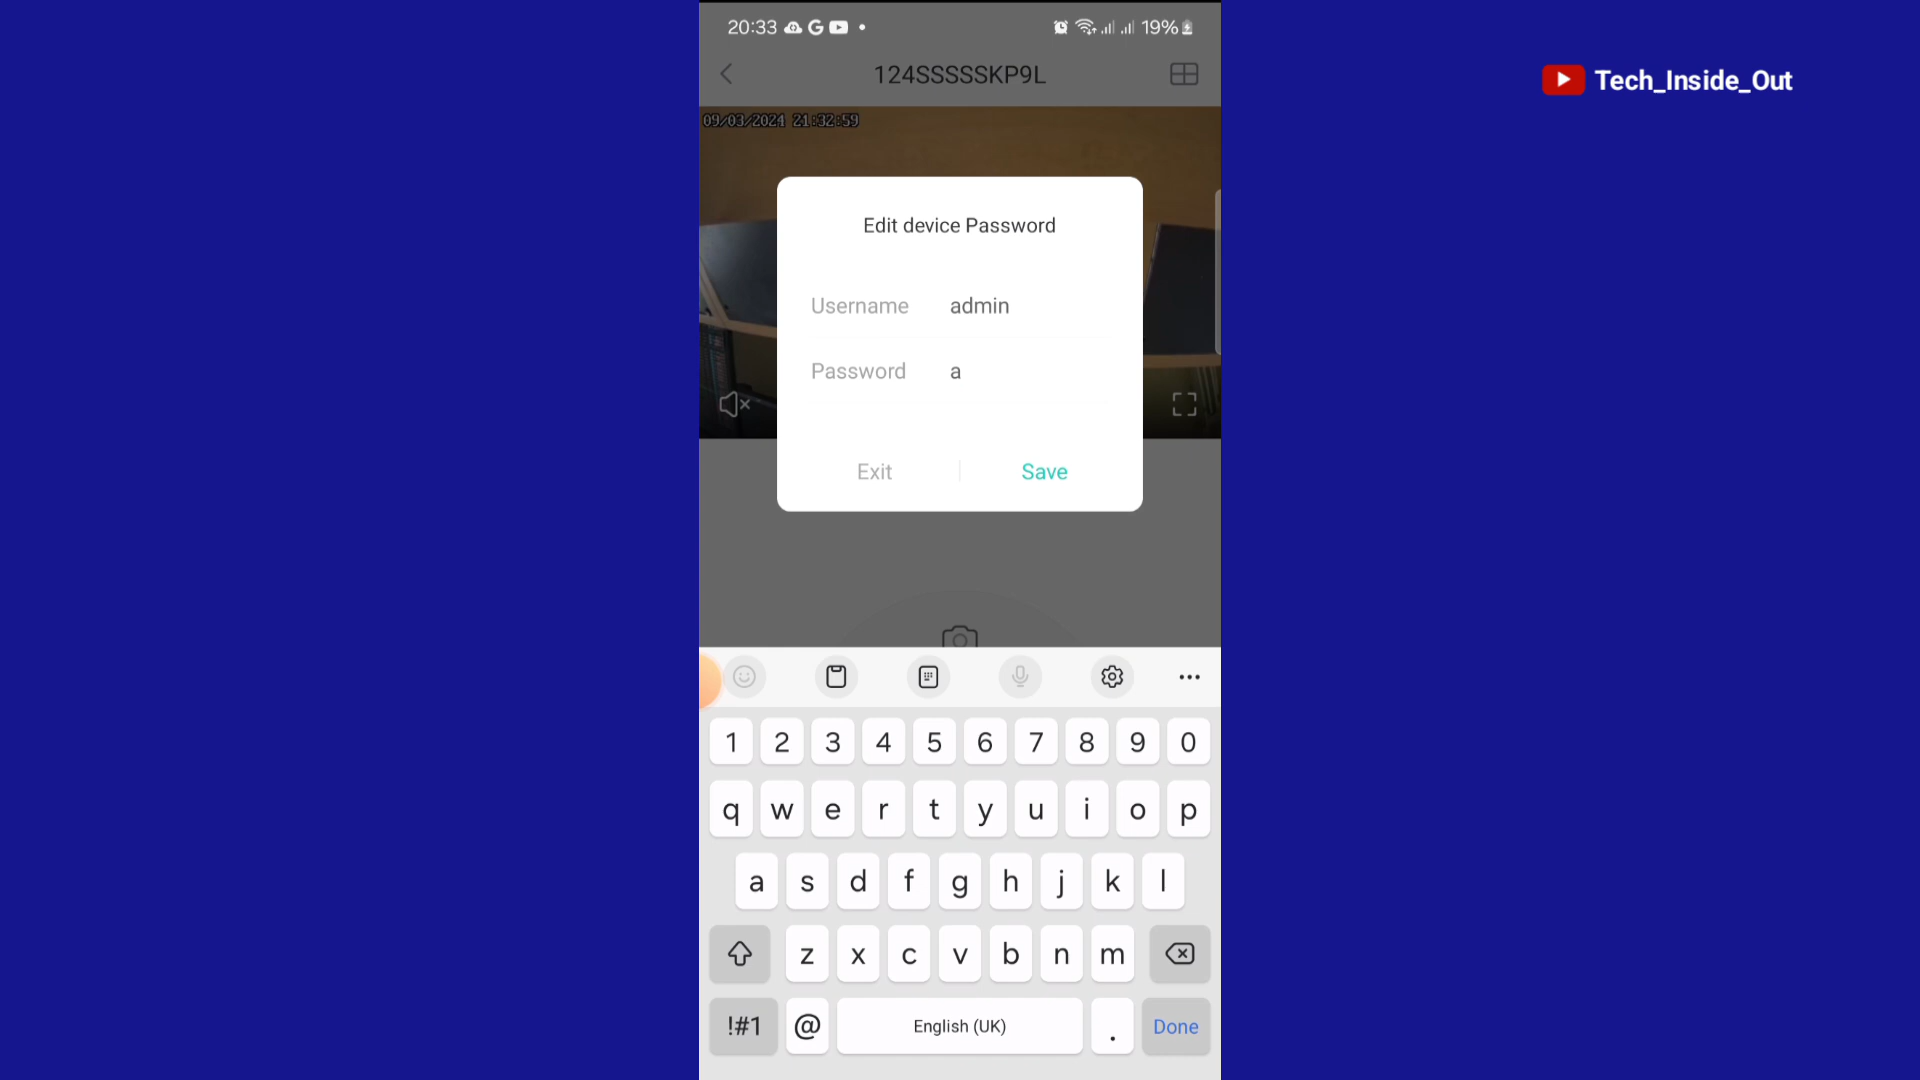 20:33 19%
Tech_Inside_Out
124SSSSSKP9L
09/03/2024 21:32:59
Edit device Password
Username admin
Password a
Exit Save
1 2 3 4 5 6 7 8 9 0
q w e r t y u i o p
a s d f g h j k l
z x c v b n m
!#1 @ English (UK) . Done